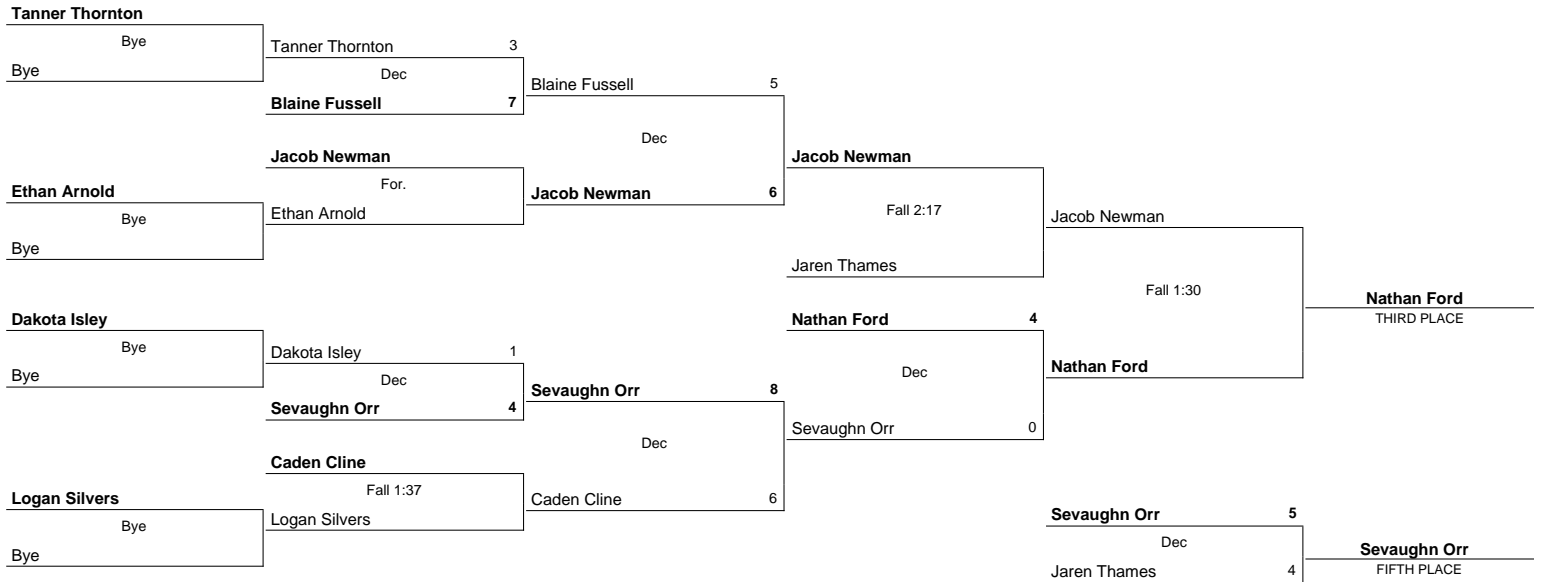 Tanner Thornton
Bye
Bye
Tanner Thornton 3
Dec
Blaine Fussell 7
Blaine Fussell 5
Dec
Jacob Newman
For.
Ethan Arnold
Jacob Newman 6
Ethan Arnold
Bye
Bye
Jacob Newman
Fall 2:17
Jaren Thames
Jacob Newman
Fall 1:30
Nathan Ford
Nathan Ford
THIRD PLACE
Dakota Isley
Bye
Bye
Dakota Isley 1
Dec
Sevaughn Orr 4
Sevaughn Orr 8
Dec
Caden Cline
Fall 1:37
Logan Silvers
Caden Cline 6
Logan Silvers
Bye
Bye
Nathan Ford 4
Dec
Sevaughn Orr 0
Sevaughn Orr 5
Dec
Jaren Thames 4
Sevaughn Orr
FIFTH PLACE